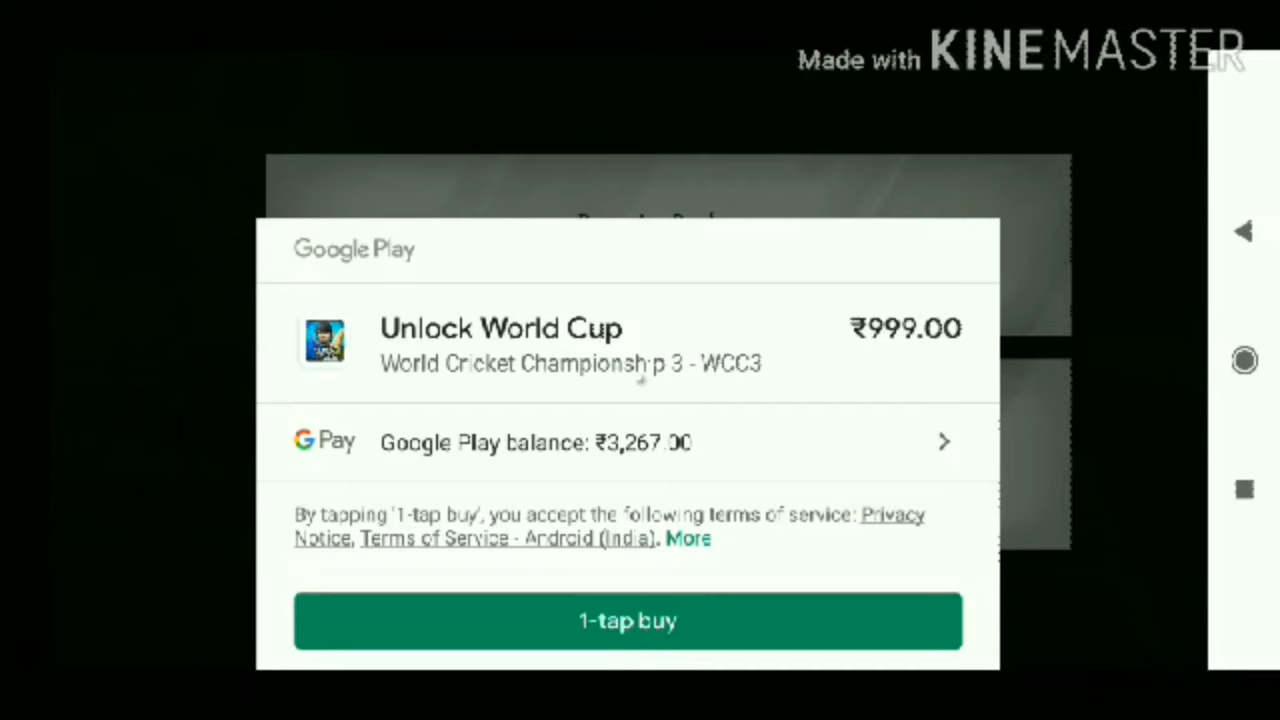 Made with KINEMASTER
Google Play
Unlock World Cup ₹999.00
World Cricket Championship 3 - WCC3
G Pay Google Play balance: ₹3,267.00
By tapping '1-tap buy', you accept the following terms of service: Privacy
Notice, Terms of Service - Android (India). More
1-tap buy